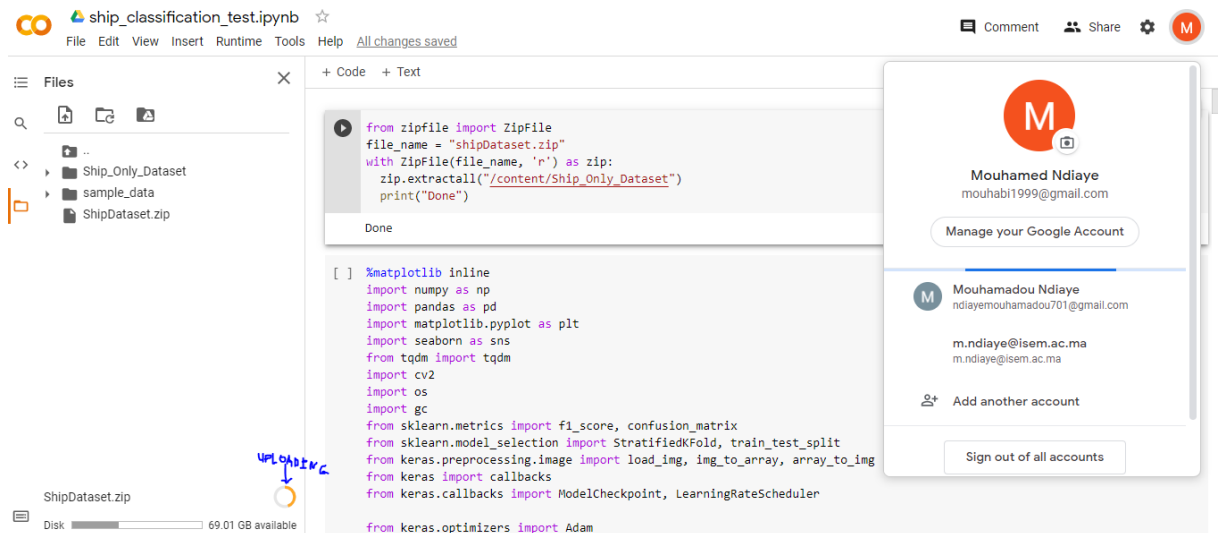 ship_classification_test.ipynb
File Edit View Insert Runtime Tools Help All changes saved
Comment Share M
Files
+ Code + Text
..
Ship_Only_Dataset
sample_data
ShipDataset.zip
from zipfile import ZipFile
file_name = "shipDataset.zip"
with ZipFile(file_name, 'r') as zip:
zip.extractall("/content/Ship_Only_Dataset")
print("Done")
Done
[ ] %matplotlib inline
import numpy as np
import pandas as pd
import matplotlib.pyplot as plt
import seaborn as sns
from tqdm import tqdm
import cv2
import os
import gc
from sklearn.metrics import f1_score, confusion_matrix
from sklearn.model_selection import StratifiedKFold, train_test_split
from keras.preprocessing.image import load_img, img_to_array, array_to_img
from keras import callbacks
from keras.callbacks import ModelCheckpoint, LearningRateScheduler
from keras.optimizers import Adam
UPLOADING
ShipDataset.zip
Disk 69.01 GB available
M
Mouhamed Ndiaye
mouhabi1999@gmail.com
Manage your Google Account
M
Mouhamadou Ndiaye
ndiayemouhamadou701@gmail.com
m.ndiaye@isem.ac.ma
m.ndiaye@isem.ac.ma
Add another account
Sign out of all accounts